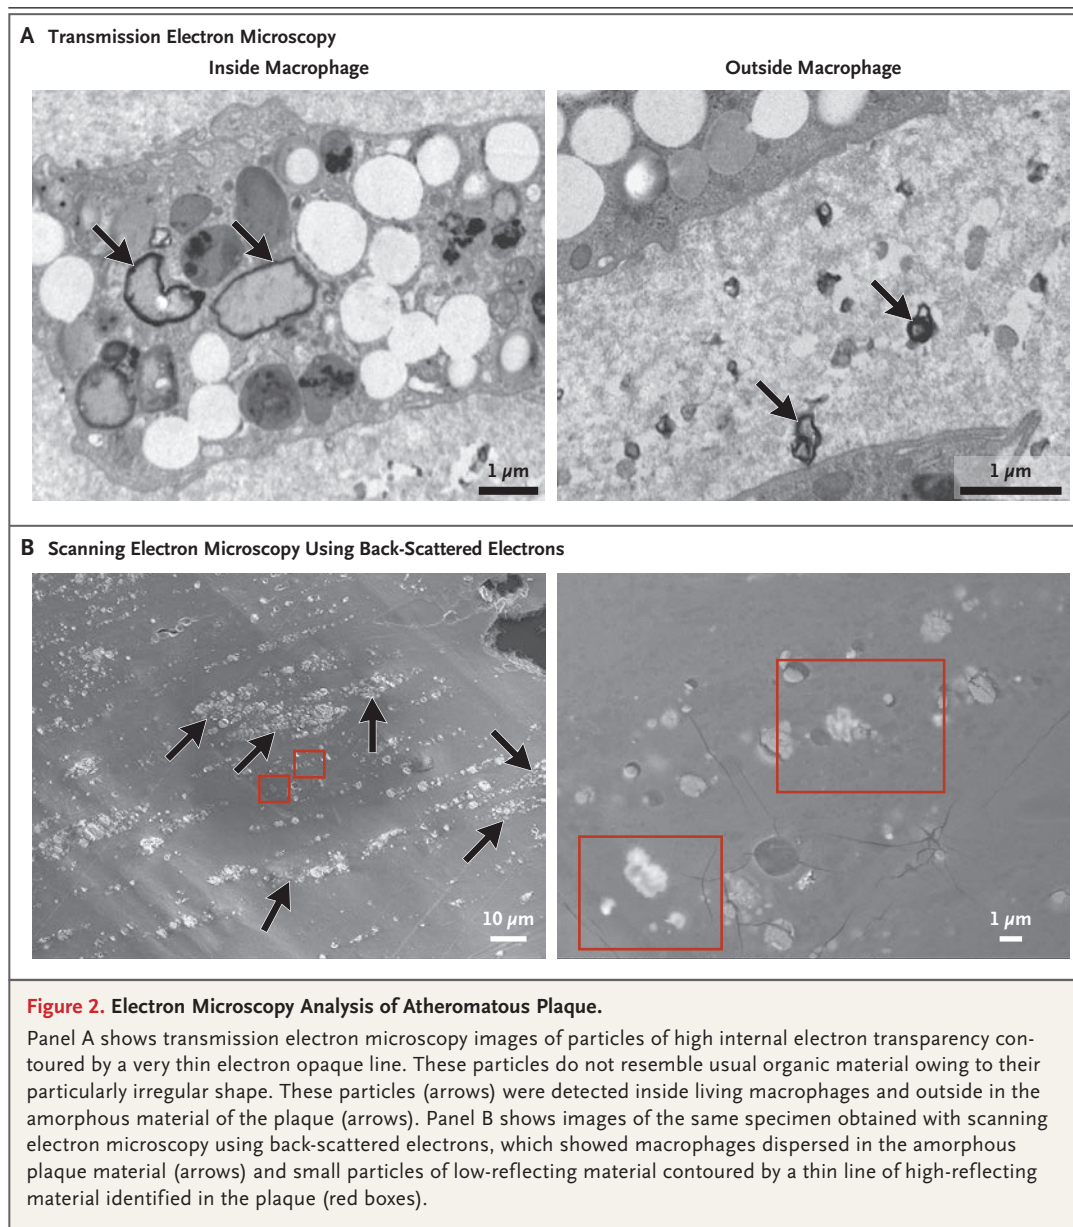 A Transmission Electron Microscopy
Inside Macrophage
Outside Macrophage
1 µm
1 µm
B Scanning Electron Microscopy Using Back-Scattered Electrons
10 µm
1 µm
Figure 2. Electron Microscopy Analysis of Atheromatous Plaque.
Panel A shows transmission electron microscopy images of particles of high internal electron transparency con-
toured by a very thin electron opaque line. These particles do not resemble usual organic material owing to their
particularly irregular shape. These particles (arrows) were detected inside living macrophages and outside in the
amorphous material of the plaque (arrows). Panel B shows images of the same specimen obtained with scanning
electron microscopy using back-scattered electrons, which showed macrophages dispersed in the amorphous
plaque material (arrows) and small particles of low-reflecting material contoured by a thin line of high-reflecting
material identified in the plaque (red boxes).